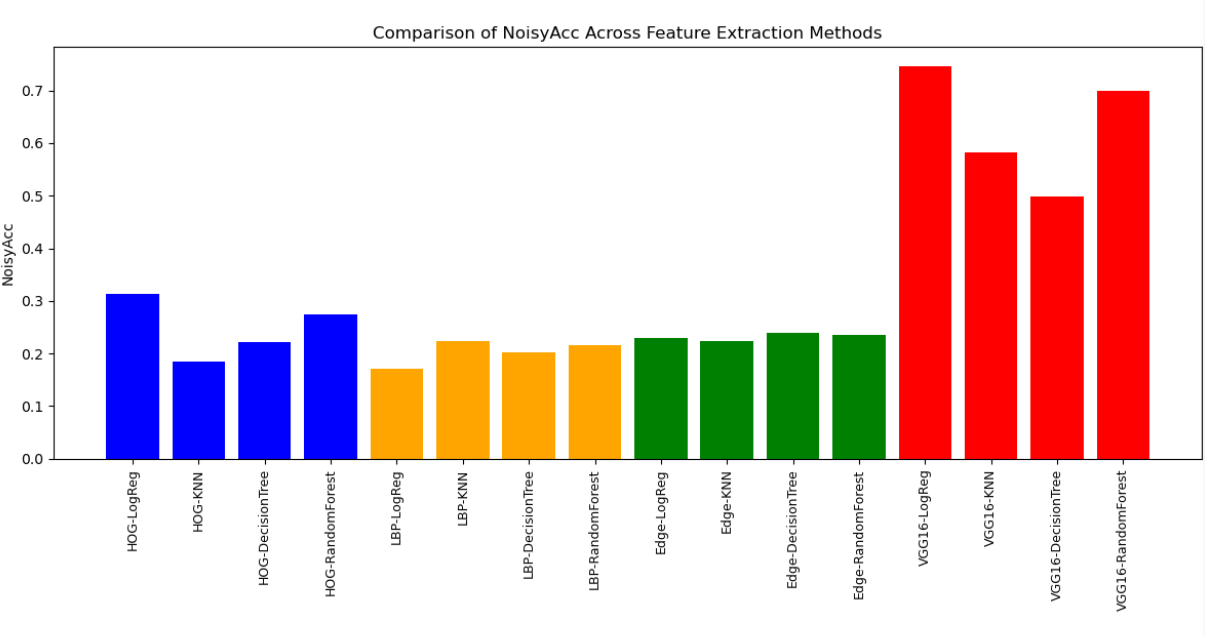 Comparison of NoisyAcc Across Feature Extraction Methods
NoisyAcc
0.7
0.6
0.5
0.4
0.3
0.2
0.1
0.0
HOG-LogReg
HOG-KNN
HOG-DecisionTree
HOG-RandomForest
LBP-LogReg
LBP-KNN
LBP-DecisionTree
LBP-RandomForest
Edge-LogReg
Edge-KNN
Edge-DecisionTree
Edge-RandomForest
VGG16-LogReg
VGG16-KNN
VGG16-DecisionTree
VGG16-RandomForest